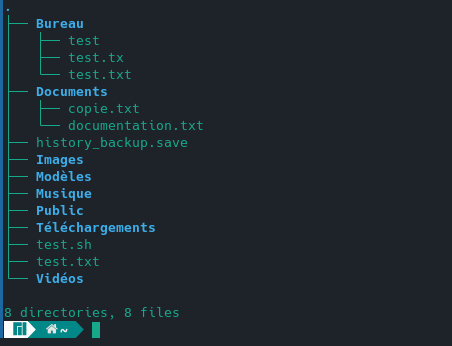 .
├── Bureau
│   ├── test
│   ├── test.tx
│   └── test.txt
├── Documents
│   ├── copie.txt
│   └── documentation.txt
├── history_backup.save
├── Images
├── Modèles
├── Musique
├── Public
├── Téléchargements
├── test.sh
├── test.txt
└── Vidéos
8 directories, 8 files
~